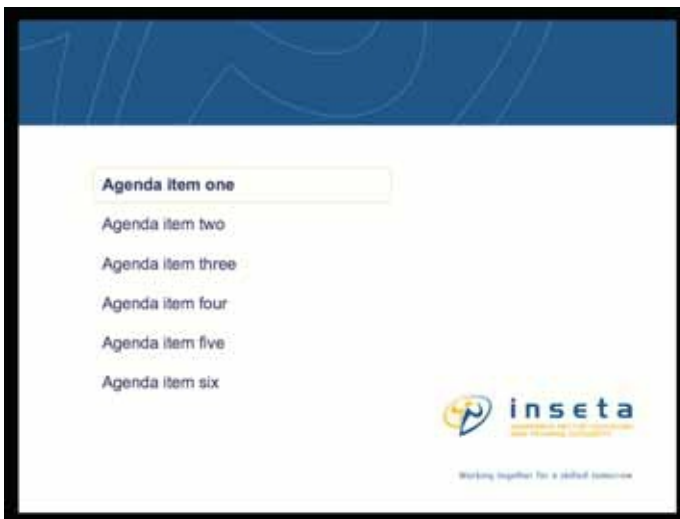 Agenda item one
Agenda item two
Agenda item three
Agenda item four
Agenda item five
Agenda item six
inseta
Working together for a skilled tomorrow